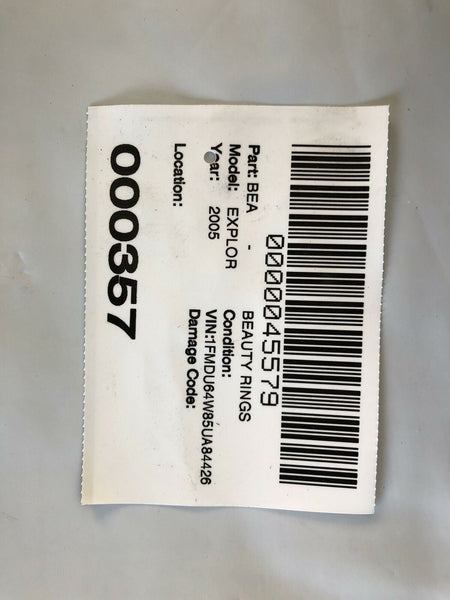 0000045579
Part: BEA - BEAUTY RINGS
Model: EXPLOR Condition:
Year: 2005 VIN:1FMDU64W85UA84426
Damage Code:
Location:
000357